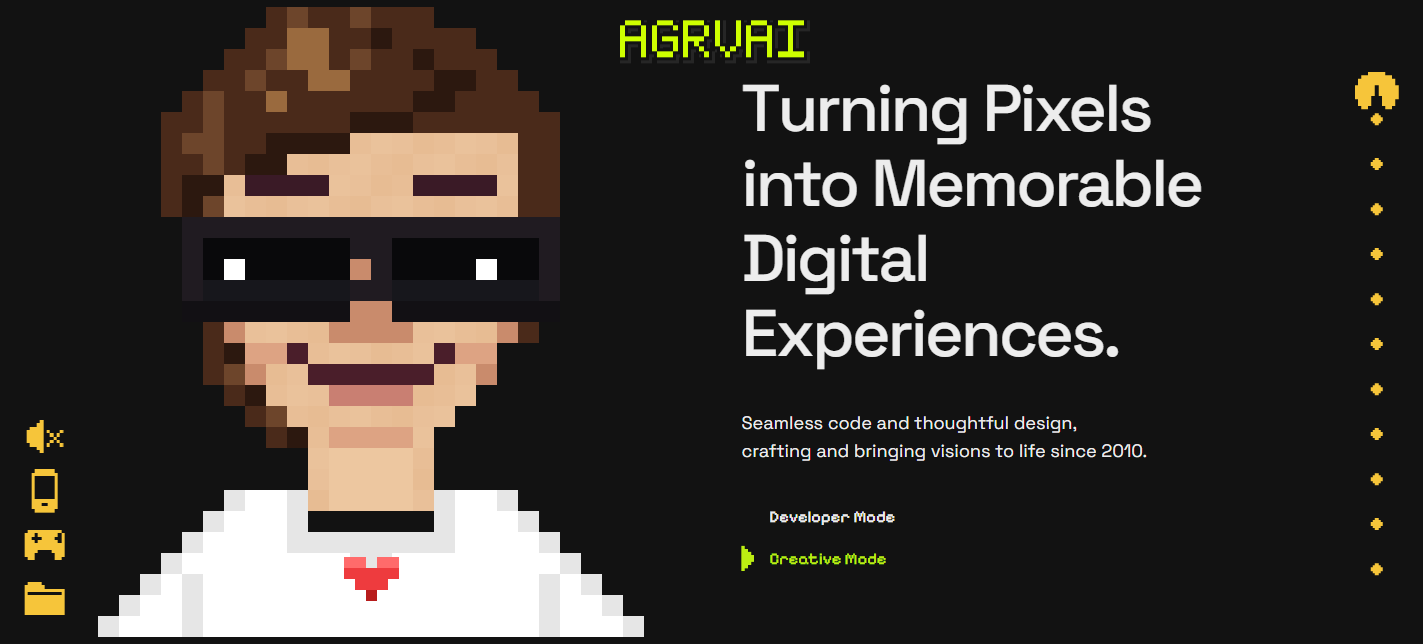 AGRVAI
Turning Pixels
into Memorable
Digital
Experiences.
Seamless code and thoughtful design,
crafting and bringing visions to life since 2010.
Developer Mode
Creative Mode